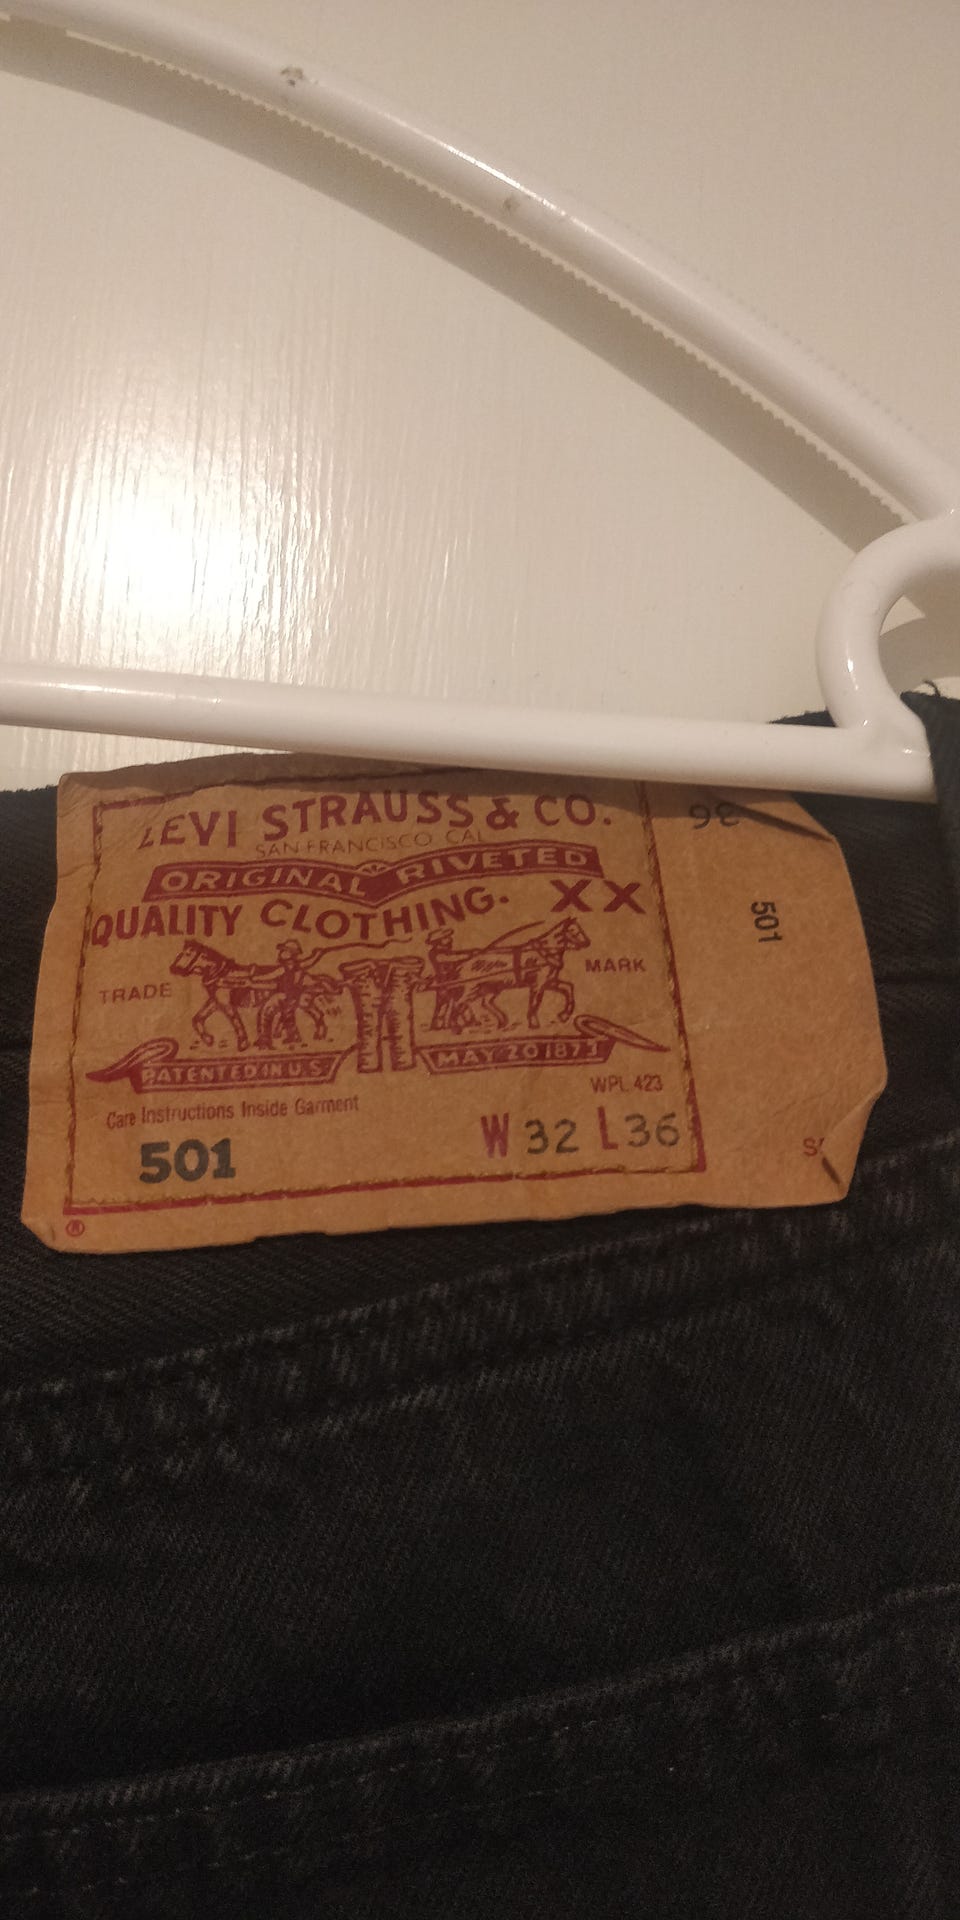 LEVI STRAUSS & CO.
SAN FRANCISCO CAL
ORIGINAL RIVETED
QUALITY CLOTHING. XX
TRADE MARK
PATENTED IN U.S. MAY 20 1873
WPL 423
Care Instructions Inside Garment
501 W 32 L 36
®
36
501